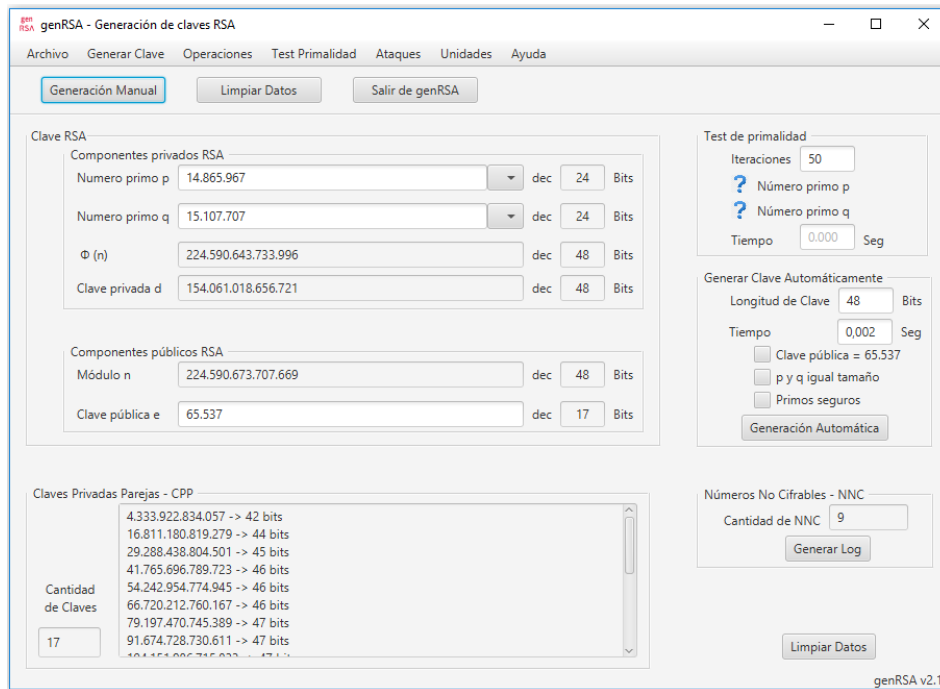 gen RSA genRSA - Generación de claves RSA
Archivo Generar Clave Operaciones Test Primalidad Ataques Unidades Ayuda
Generación Manual Limpiar Datos Salir de genRSA
Clave RSA
Componentes privados RSA
Numero primo p 14.865.967 dec 24 Bits
Numero primo q 15.107.707 dec 24 Bits
Φ (n) 224.590.643.733.996 dec 48 Bits
Clave privada d 154.061.018.656.721 dec 48 Bits
Componentes públicos RSA
Módulo n 224.590.673.707.669 dec 48 Bits
Clave pública e 65.537 dec 17 Bits
Test de primalidad
Iteraciones 50
? Número primo p
? Número primo q
Tiempo 0.000 Seg
Generar Clave Automáticamente
Longitud de Clave 48 Bits
Tiempo 0,002 Seg
Clave pública = 65.537
p y q igual tamaño
Primos seguros
Generación Automática
Claves Privadas Parejas - CPP
Cantidad
de Claves
17
4.333.922.834.057 -> 42 bits
16.811.180.819.279 -> 44 bits
29.288.438.804.501 -> 45 bits
41.765.696.789.723 -> 46 bits
54.242.954.774.945 -> 46 bits
66.720.212.760.167 -> 46 bits
79.197.470.745.389 -> 47 bits
91.674.728.730.611 -> 47 bits
Números No Cifrables - NNC
Cantidad de NNC 9
Generar Log
Limpiar Datos
genRSA v2.1